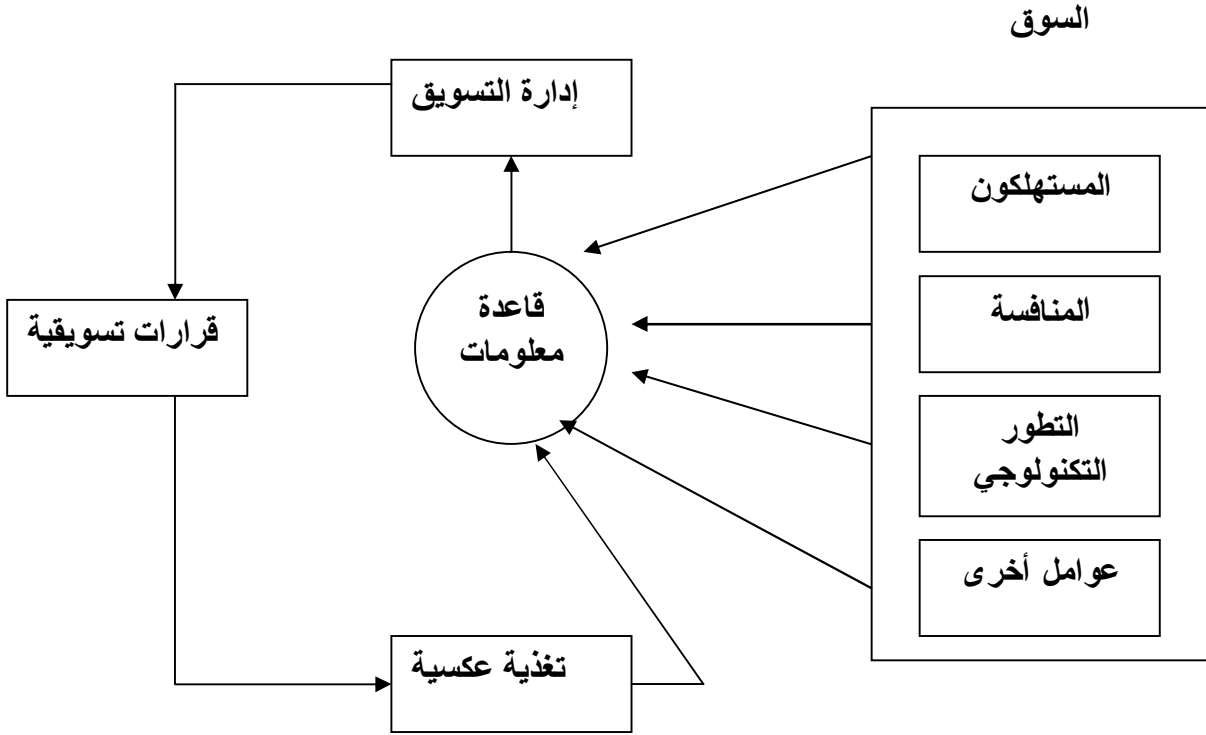 السوق
إدارة التسويق
المستهلكون
المنافسة
قاعدة
معلومات
قرارات تسويقية
التطور
التكنولوجي
عوامل أخرى
تغذية عكسية